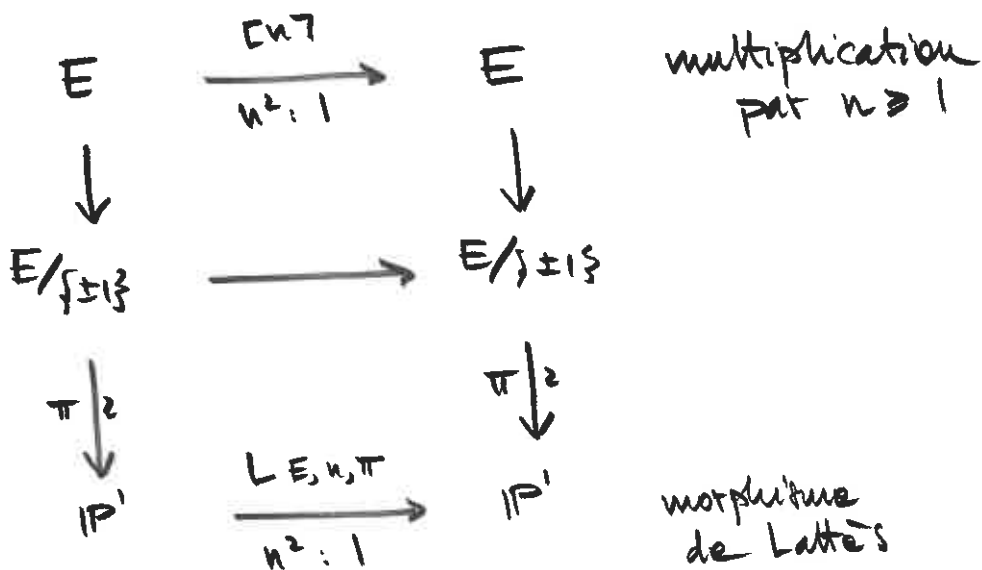 E [n] E multiplication
n² : 1 par n ≥ 1
E/{±1} E/{±1}
π 2 π 2
L E, n, π
P¹ P¹ morphisme
n² : 1 de Lattès